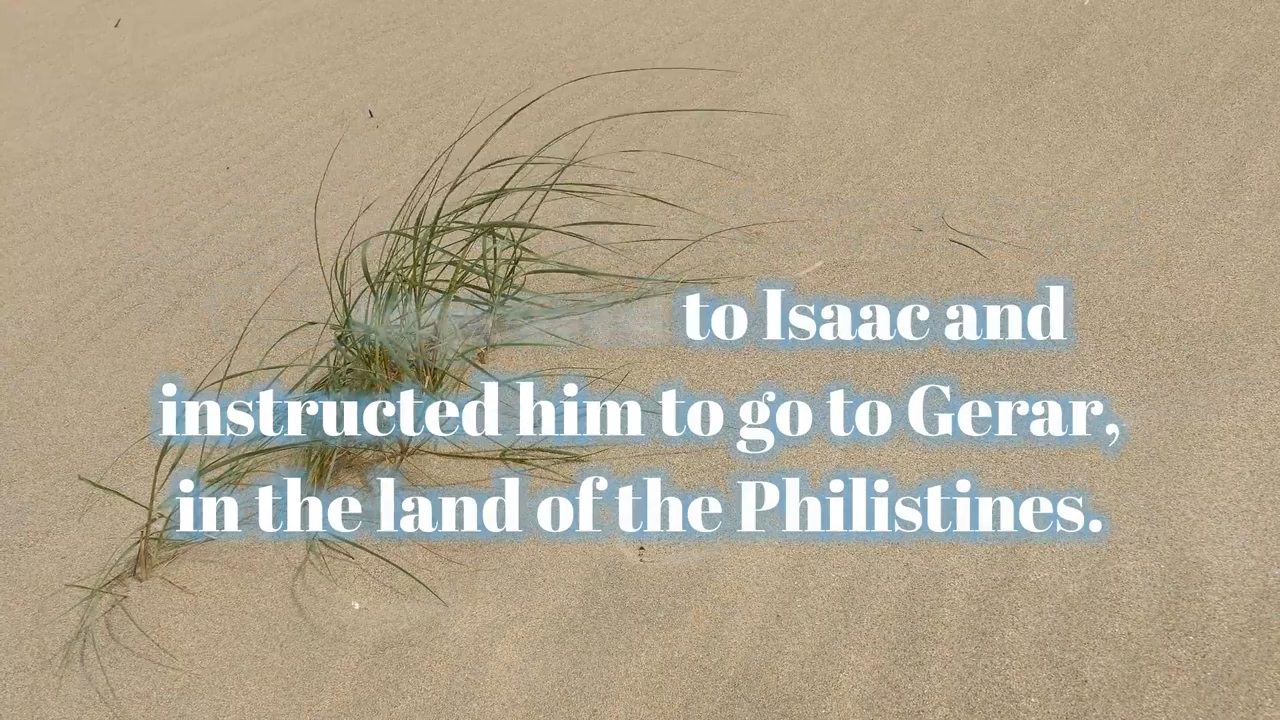 to Isaac and
instructed him to go to Gerar,
in the land of the Philistines.